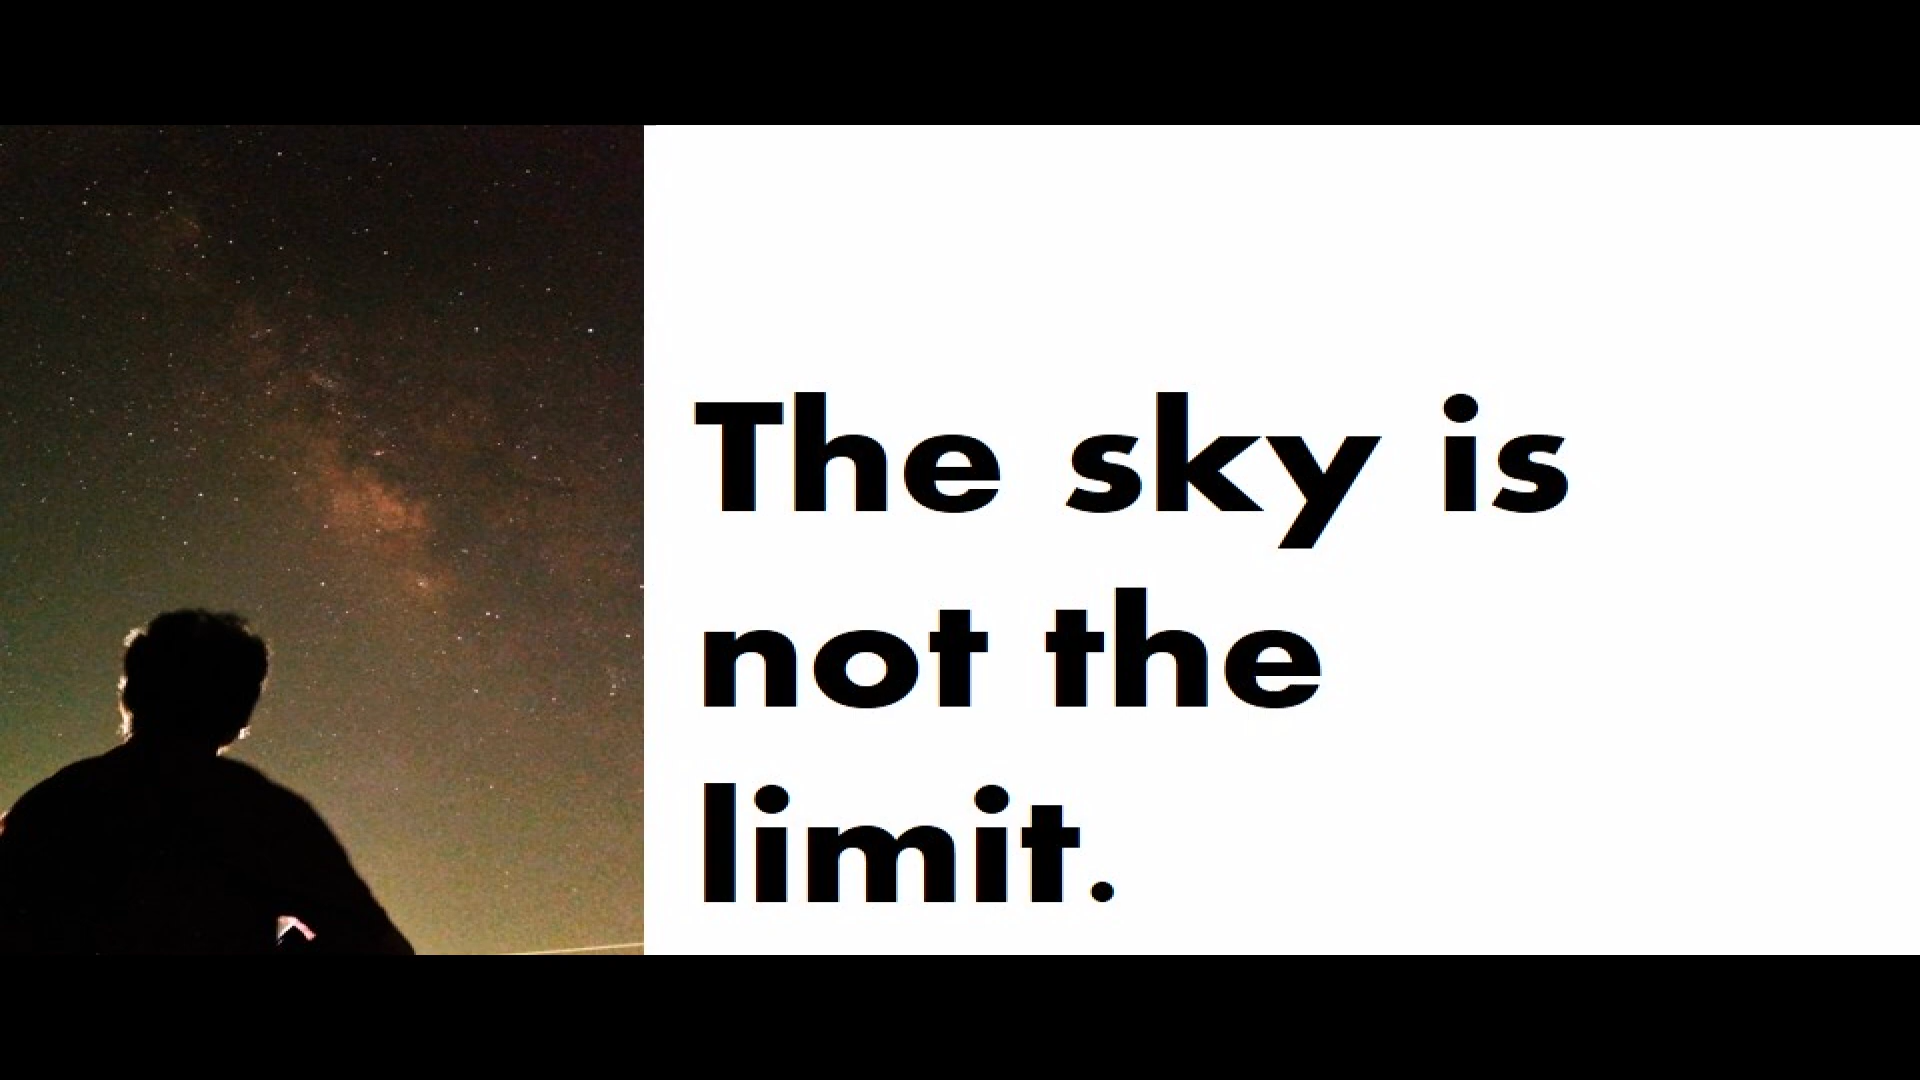 The sky is
not the
limit.